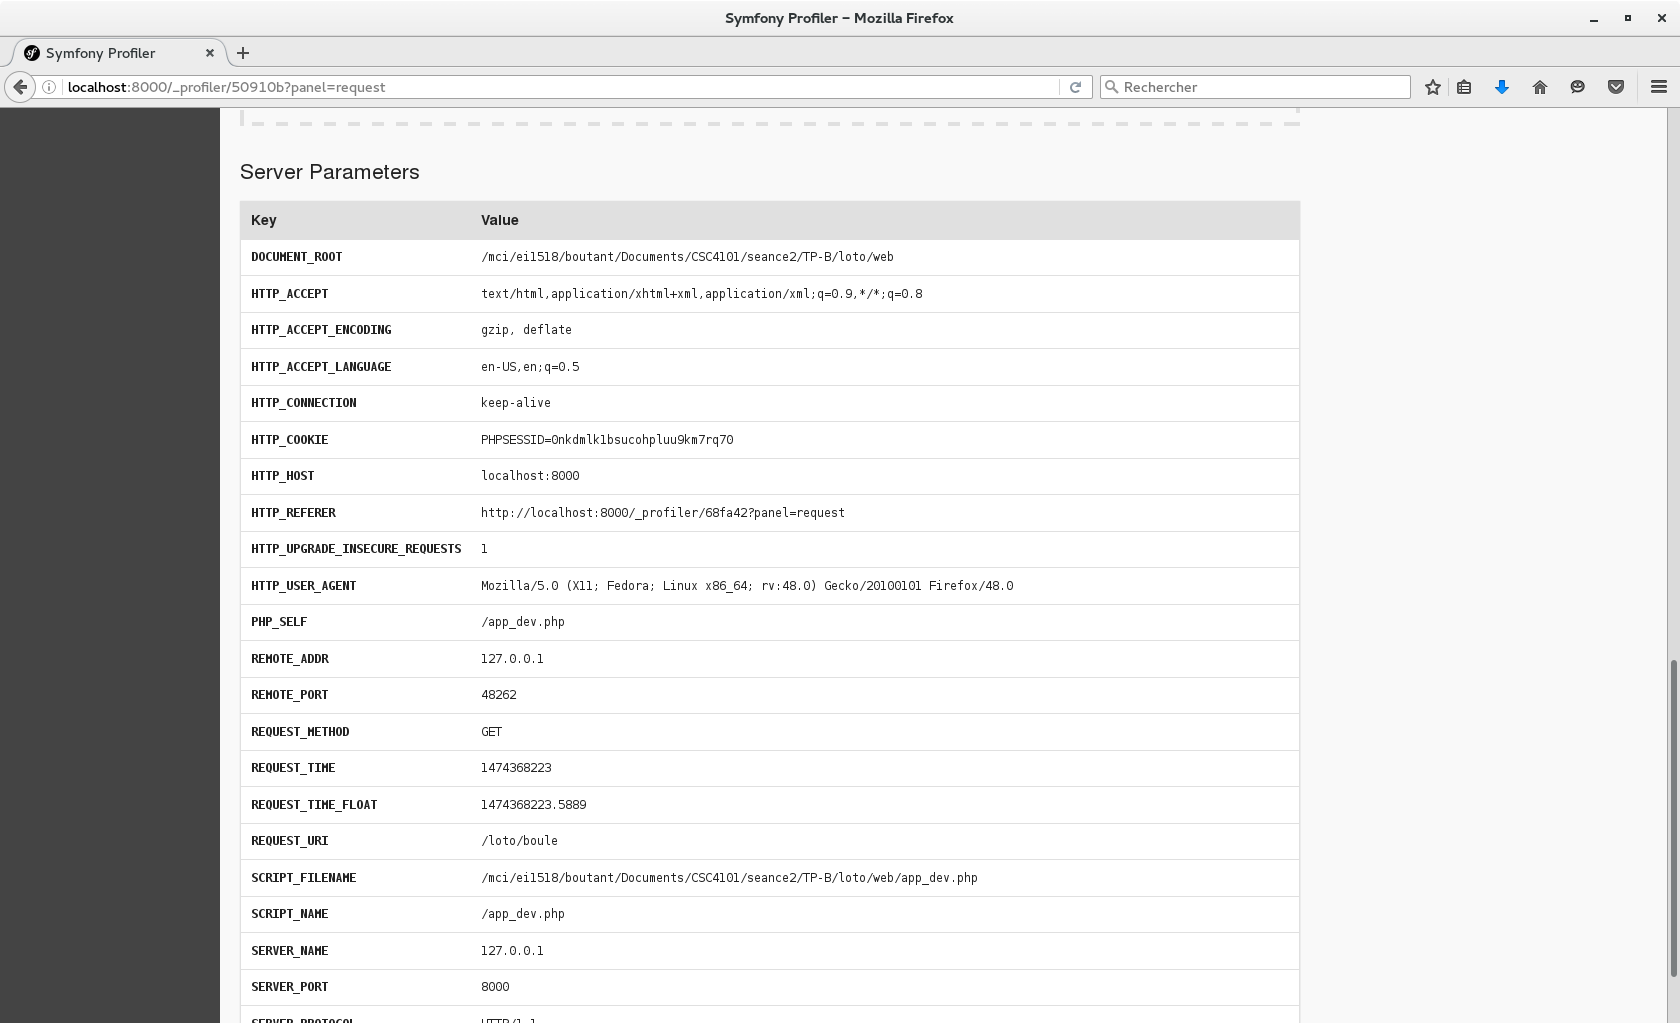 Symfony Profiler – Mozilla Firefox
Symfony Profiler
localhost:8000/_profiler/50910b?panel=request
Rechercher
Server Parameters
Key Value
DOCUMENT_ROOT /mci/ei1518/boutant/Documents/CSC4101/seance2/TP-B/loto/web
HTTP_ACCEPT text/html,application/xhtml+xml,application/xml;q=0.9,*/*;q=0.8
HTTP_ACCEPT_ENCODING gzip, deflate
HTTP_ACCEPT_LANGUAGE en-US,en;q=0.5
HTTP_CONNECTION keep-alive
HTTP_COOKIE PHPSESSID=0nkdmlk1bsucohpluu9km7rq70
HTTP_HOST localhost:8000
HTTP_REFERER http://localhost:8000/_profiler/68fa42?panel=request
HTTP_UPGRADE_INSECURE_REQUESTS 1
HTTP_USER_AGENT Mozilla/5.0 (X11; Fedora; Linux x86_64; rv:48.0) Gecko/20100101 Firefox/48.0
PHP_SELF /app_dev.php
REMOTE_ADDR 127.0.0.1
REMOTE_PORT 48262
REQUEST_METHOD GET
REQUEST_TIME 1474368223
REQUEST_TIME_FLOAT 1474368223.5889
REQUEST_URI /loto/boule
SCRIPT_FILENAME /mci/ei1518/boutant/Documents/CSC4101/seance2/TP-B/loto/web/app_dev.php
SCRIPT_NAME /app_dev.php
SERVER_NAME 127.0.0.1
SERVER_PORT 8000
SERVER_PROTOCOL HTTP/1.1